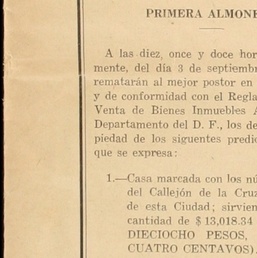 PRIMERA ALMONE
A las diez, once y doce hor
mente, del día 3 de septiemb
rematarán al mejor postor en
y de conformidad con el Regla
Venta de Bienes Inmuebles A
Departamento del D. F., los de
piedad de los siguentes predio
que se expresa:
1.—Casa marcada con los nú
del Callejón de la Cruz
de esta Ciudad; sirvien
cantidad de $ 13,018.34
DIECIOCHO PESOS,
CUATRO CENTAVOS)